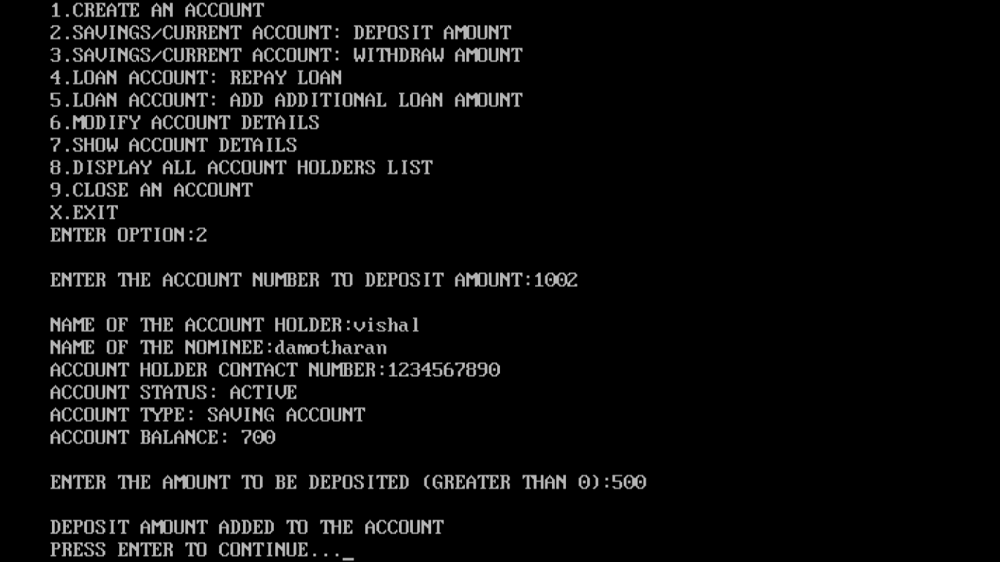 1.CREATE AN ACCOUNT
2.SAVINGS/CURRENT ACCOUNT: DEPOSIT AMOUNT
3.SAVINGS/CURRENT ACCOUNT: WITHDRAW AMOUNT
4.LOAN ACCOUNT: REPAY LOAN
5.LOAN ACCOUNT: ADD ADDITIONAL LOAN AMOUNT
6.MODIFY ACCOUNT DETAILS
7.SHOW ACCOUNT DETAILS
8.DISPLAY ALL ACCOUNT HOLDERS LIST
9.CLOSE AN ACCOUNT
X.EXIT
ENTER OPTION:2
ENTER THE ACCOUNT NUMBER TO DEPOSIT AMOUNT:1002
NAME OF THE ACCOUNT HOLDER:vishal
NAME OF THE NOMINEE:damotharan
ACCOUNT HOLDER CONTACT NUMBER:1234567890
ACCOUNT STATUS: ACTIVE
ACCOUNT TYPE: SAVING ACCOUNT
ACCOUNT BALANCE: 700
ENTER THE AMOUNT TO BE DEPOSITED (GREATER THAN 0):500
DEPOSIT AMOUNT ADDED TO THE ACCOUNT
PRESS ENTER TO CONTINUE..._